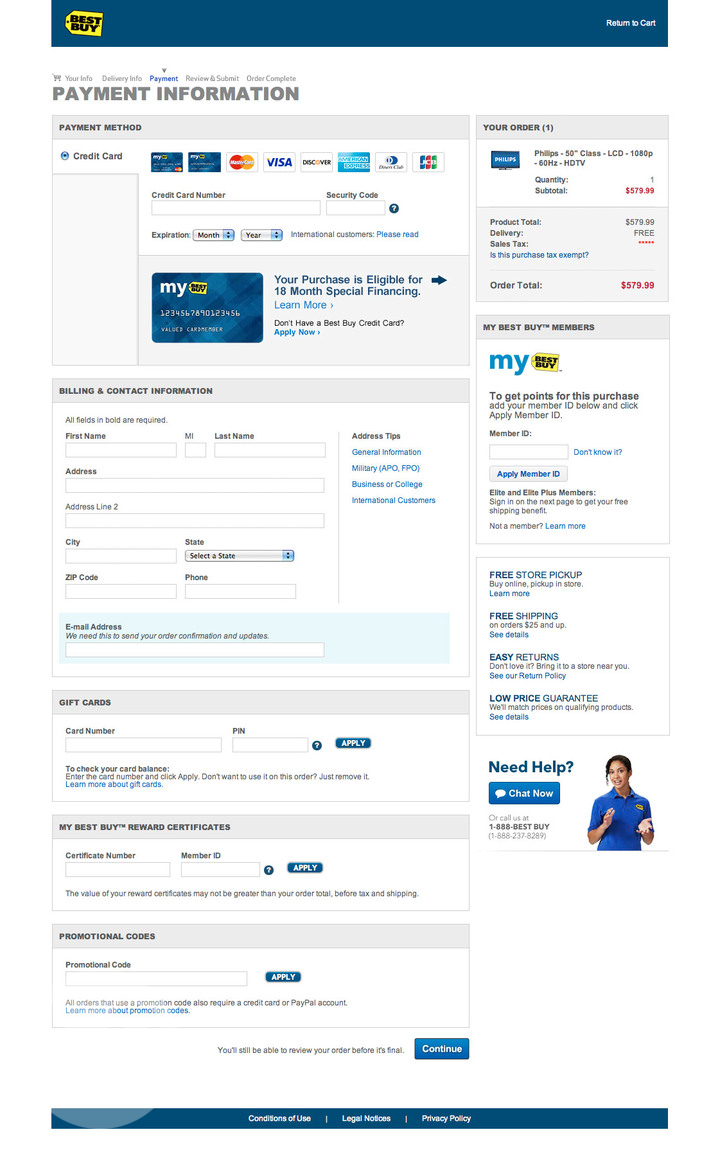 BEST BUY
Return to Cart
Your Info Delivery Info Payment Review & Submit Order Complete
PAYMENT INFORMATION
PAYMENT METHOD
Credit Card
my BEST BUY
my BEST BUY
MasterCard
VISA
DISCOVER
AMERICAN EXPRESS
Diners Club
JCB
Credit Card Number Security Code
?
Expiration: Month Year International customers: Please read
my BEST BUY
1234567890123456
VALUED CARDMEMBER
Your Purchase is Eligible for
18 Month Special Financing.
Learn More ›
Don't Have a Best Buy Credit Card?
Apply Now ›
BILLING & CONTACT INFORMATION
All fields in bold are required.
First Name MI Last Name
Address
Address Line 2
City State
Select a State
ZIP Code Phone
Address Tips
General Information
Military (APO, FPO)
Business or College
International Customers
E-mail Address
We need this to send your order confirmation and updates.
GIFT CARDS
Card Number PIN
? APPLY
To check your card balance:
Enter the card number and click Apply. Don't want to use it on this order? Just remove it.
Learn more about gift cards.
MY BEST BUY™ REWARD CERTIFICATES
Certificate Number Member ID
? APPLY
The value of your reward certificates may not be greater than your order total, before tax and shipping.
PROMOTIONAL CODES
Promotional Code
APPLY
All orders that use a promotion code also require a credit card or PayPal account.
Learn more about promotion codes.
You'll still be able to review your order before it's final. Continue
YOUR ORDER (1)
PHILIPS
Philips - 50" Class - LCD - 1080p
- 60Hz - HDTV
Quantity: 1
Subtotal: $579.99
Product Total: $579.99
Delivery: FREE
Sales Tax: *****
Is this purchase tax exempt?
Order Total: $579.99
MY BEST BUY™ MEMBERS
my BEST BUY™
To get points for this purchase
add your member ID below and click
Apply Member ID.
Member ID:
Don't know it?
Apply Member ID
Elite and Elite Plus Members:
Sign in on the next page to get your free
shipping benefit.
Not a member? Learn more
FREE STORE PICKUP
Buy online, pickup in store.
Learn more
FREE SHIPPING
on orders $25 and up.
See details
EASY RETURNS
Don't love it? Bring it to a store near you.
See our Return Policy
LOW PRICE GUARANTEE
We'll match prices on qualifying products.
See details
Need Help?
Chat Now
Or call us at
1-888-BEST BUY
(1-888-237-8289)
Conditions of Use | Legal Notices | Privacy Policy